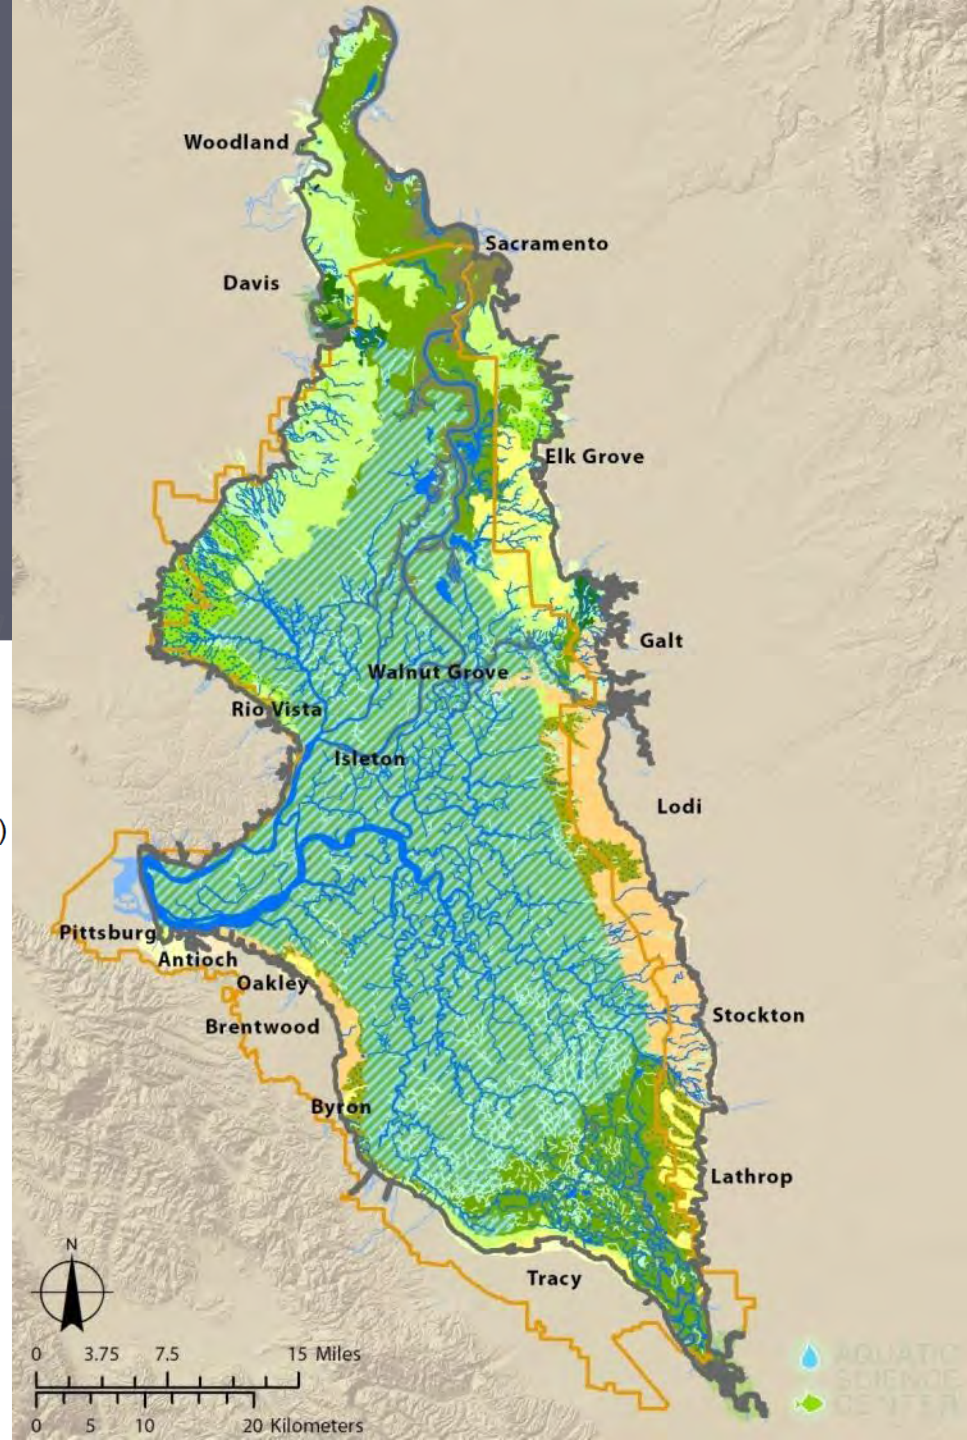 Woodland
Sacramento
Davis
Elk Grove
Galt
Walnut Grove
Rio Vista
Isleton
Lodi
)
Pittsburg
Antioch
Oakley
Brentwood
Stockton
Byron
Lathrop
Tracy
N
0 3.75 7.5 15 Miles
0 5 10 20 Kilometers
AQUATIC
SCIENCE
CENTER